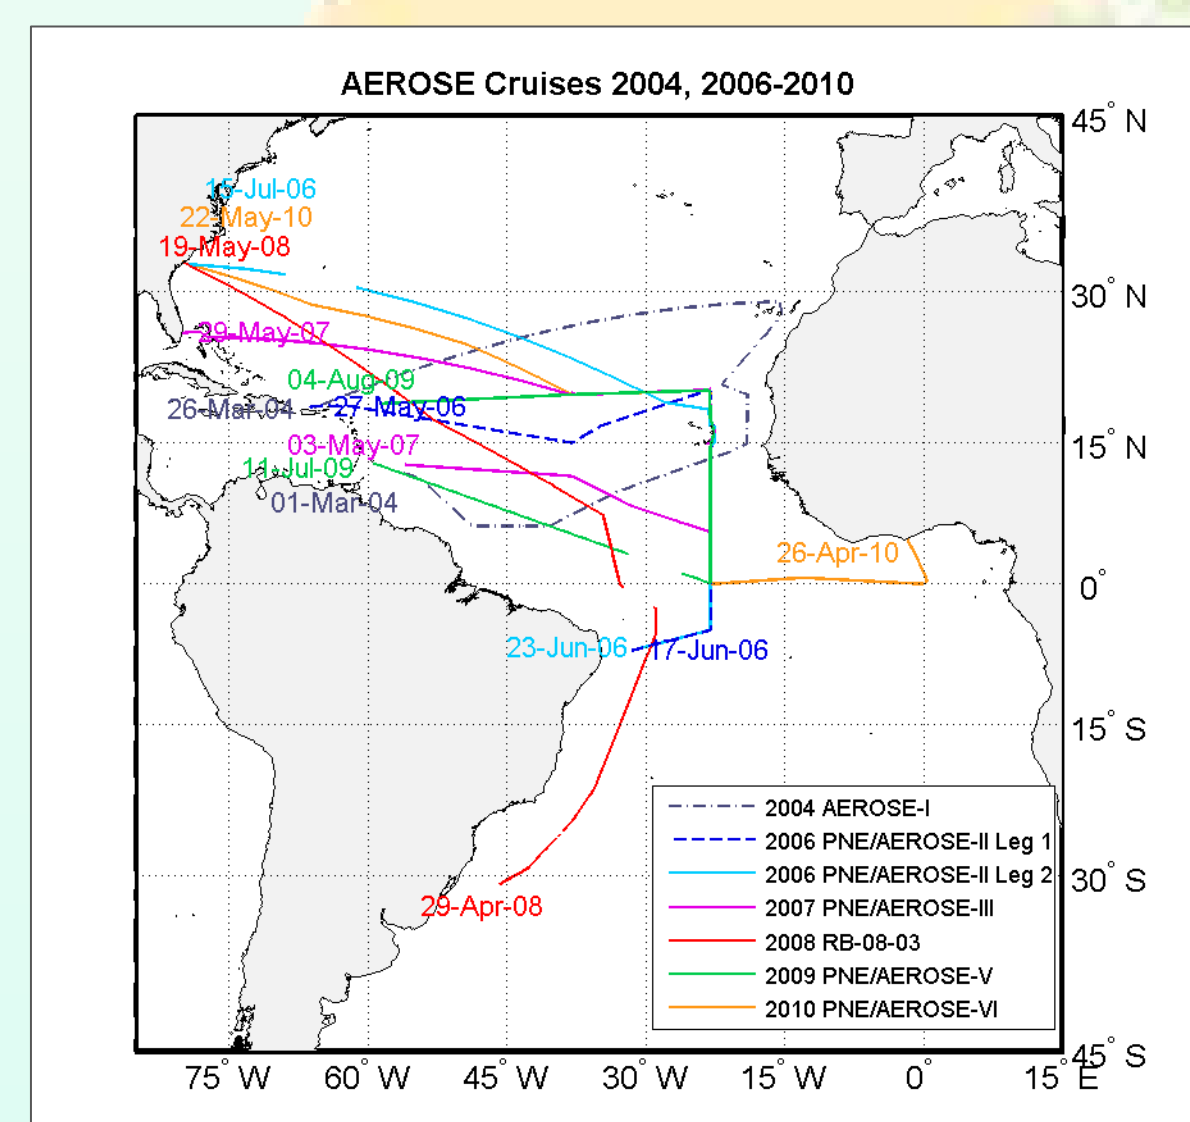 AEROSE Cruises 2004, 2006-2010
45° N
15-Jul-06
22-May-10
19-May-08
30° N
29-May-07
04-Aug-09
26-Mar-04
27-May-06
03-May-07
15° N
11-Jul-09
01-Mar-04
26-Apr-10
0°
23-Jun-06
17-Jun-06
15° S
2004 AEROSE-I
2006 PNE/AEROSE-II Leg 1
2006 PNE/AEROSE-II Leg 2
30° S
2007 PNE/AEROSE-III
29-Apr-08
2008 RB-08-03
2009 PNE/AEROSE-V
2010 PNE/AEROSE-VI
45° S
75° W 60° W 45° W 30° W 15° W 0° 15° E